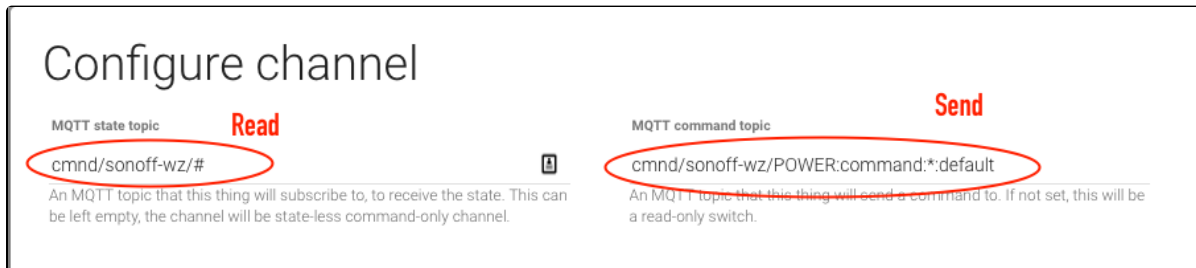 Configure channel
MQTT state topic
Read
cmnd/sonoff-wz/#
An MQTT topic that this thing will subscribe to, to receive the state. This can
be left empty, the channel will be state-less command-only channel.
MQTT command topic
Send
cmnd/sonoff-wz/POWER:command:*:default
An MQTT topic that this thing will send a command to. If not set, this will be
a read-only switch.